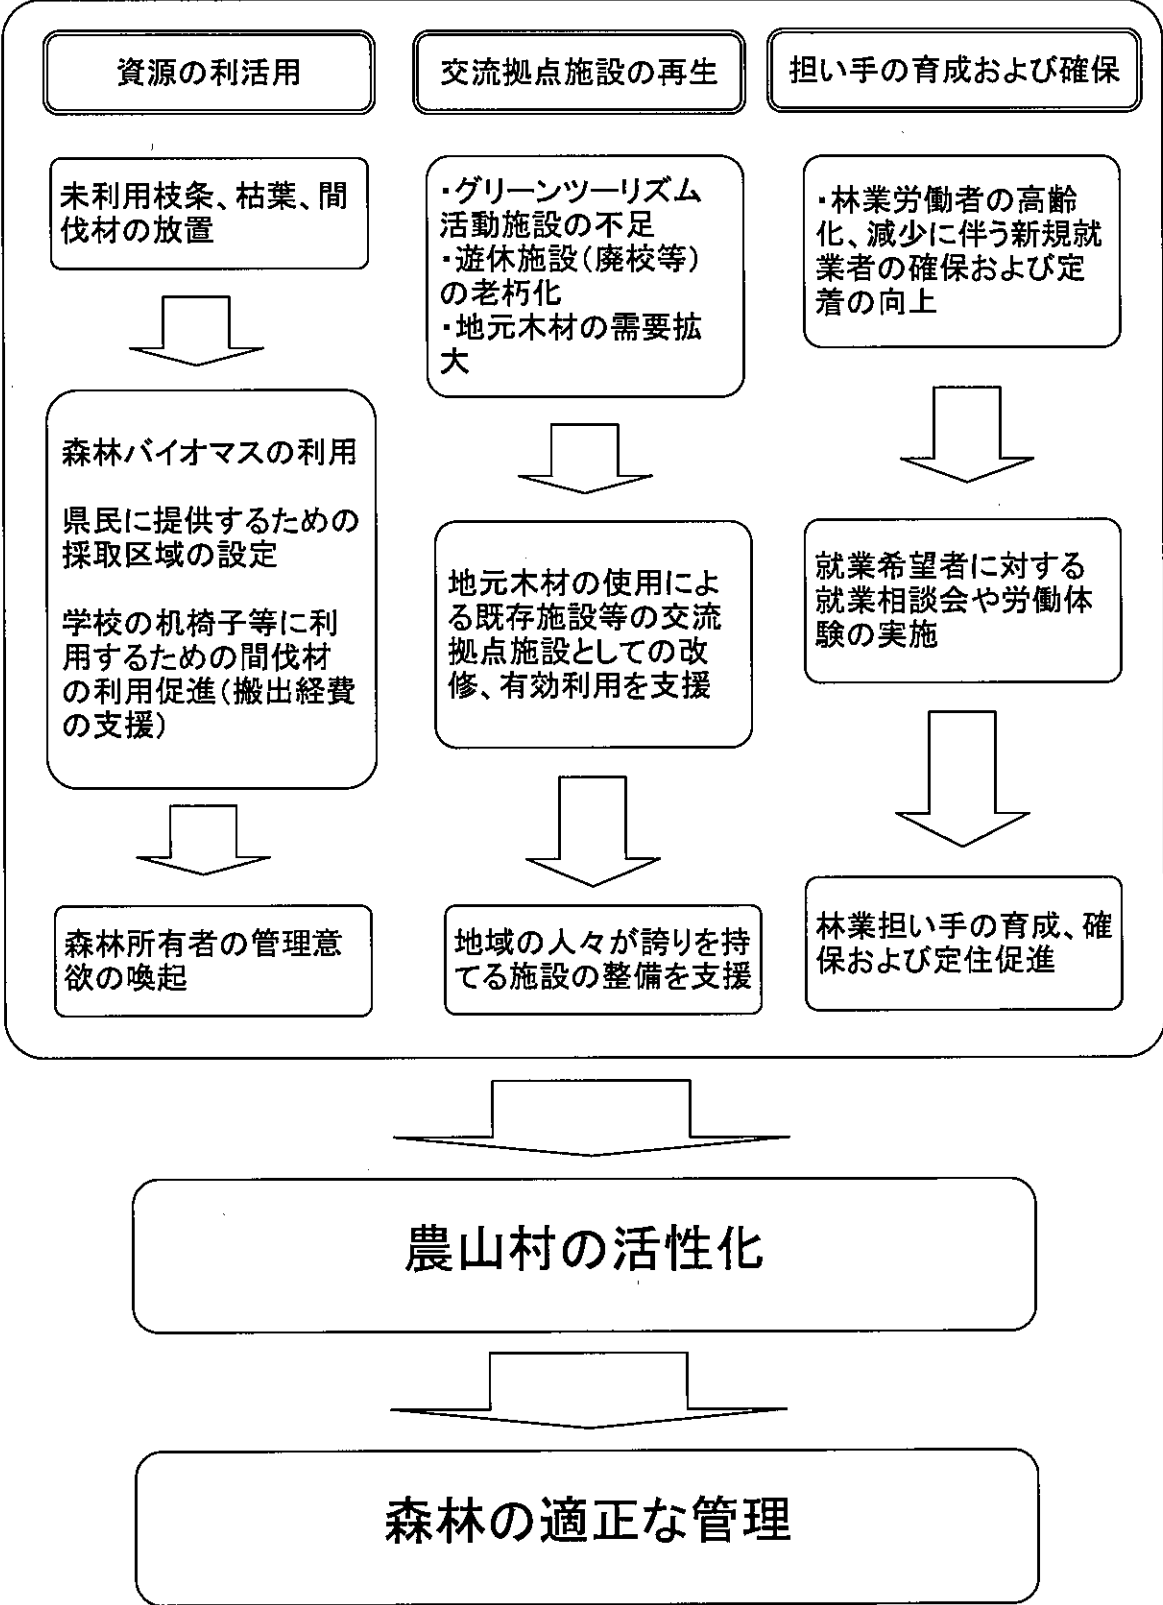 資源の利活用
未利用枝条、枯葉、間
伐材の放置
森林バイオマスの利用
県民に提供するための
採取区域の設定
学校の机椅子等に利
用するための間伐材
の利用促進(搬出経費
の支援)
森林所有者の管理意
欲の喚起
交流拠点施設の再生
・グリーンツーリズム
活動施設の不足
・遊休施設(廃校等)
の老朽化
・地元木材の需要拡
大
地元木材の使用によ
る既存施設等の交流
拠点施設としての改
修、有効利用を支援
地域の人々が誇りを持
てる施設の整備を支援
担い手の育成および確保
・林業労働者の高齢
化、減少に伴う新規就
業者の確保および定
着の向上
就業希望者に対する
就業相談会や労働体
験の実施
林業担い手の育成、確
保および定住促進
農山村の活性化
森林の適正な管理